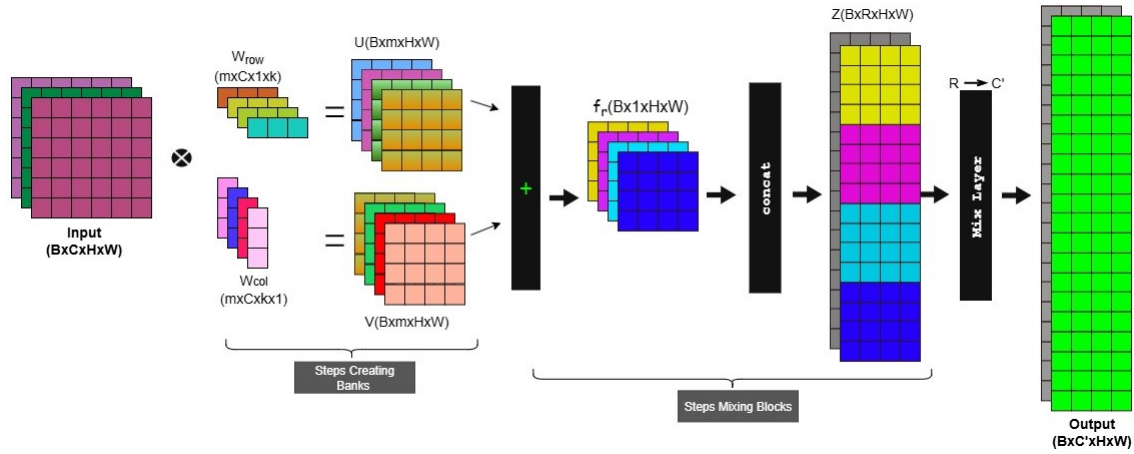 Input
(BxCxHxW)
Wrow
(mxCx1xk)
Wcol
(mxCxkx1)
U(BxmxHxW)
=
=
V(BxmxHxW)
Steps Creating
Banks
+
fr(Bx1xHxW)
concat
Steps Mixing Blocks
Z(BxRxHxW)
R → C'
Mix Layer
Output
(BxC'xHxW)